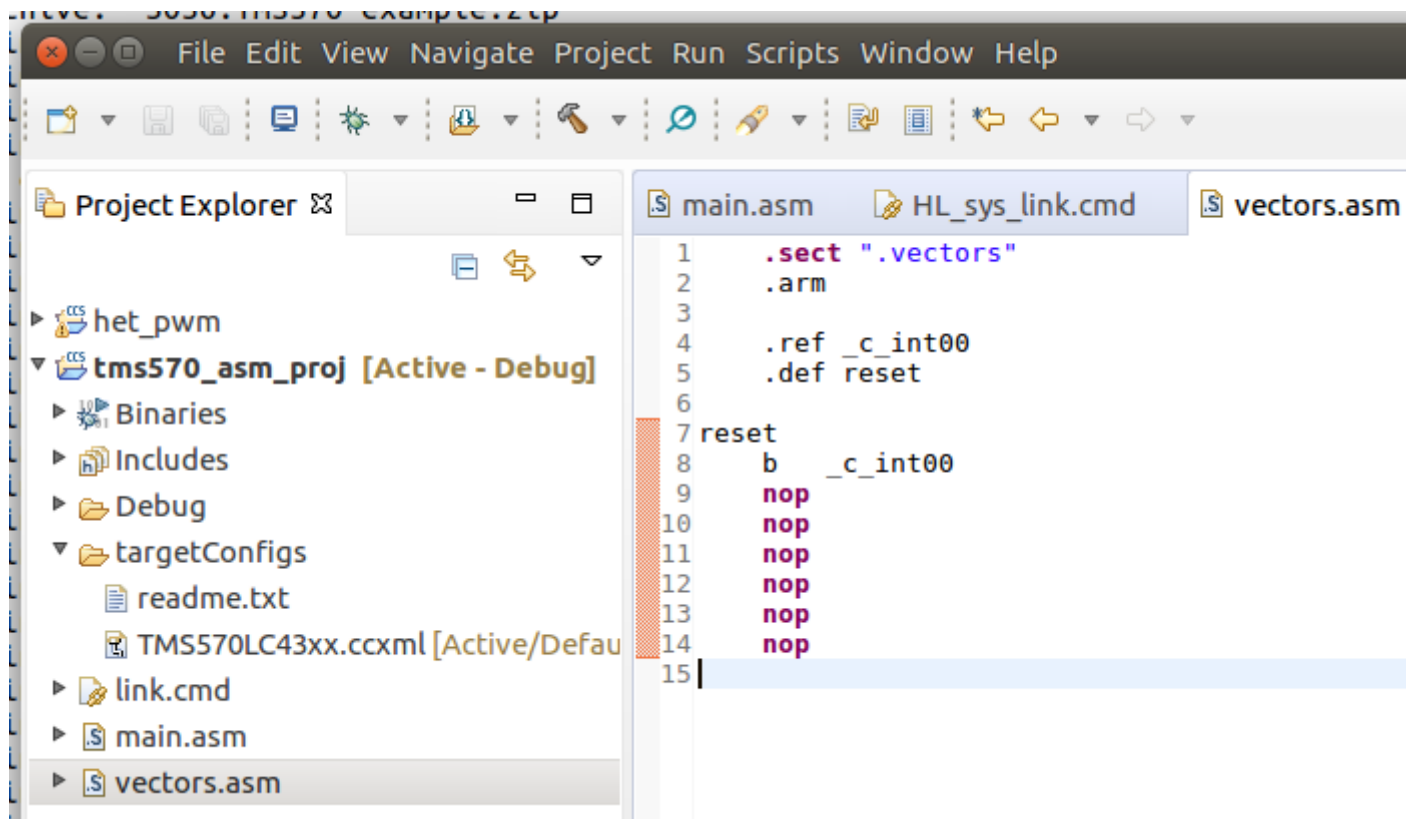 File Edit View Navigate Project Run Scripts Window Help
Project Explorer
het_pwm
tms570_asm_proj [Active - Debug]
Binaries
Includes
Debug
targetConfigs
readme.txt
TMS570LC43xx.ccxml [Active/Defau
link.cmd
main.asm
vectors.asm
main.asm HL_sys_link.cmd vectors.asm
1 .sect ".vectors"
2 .arm
3
4 .ref _c_int00
5 .def reset
6
7 reset
8 b _c_int00
9 nop
10 nop
11 nop
12 nop
13 nop
14 nop
15